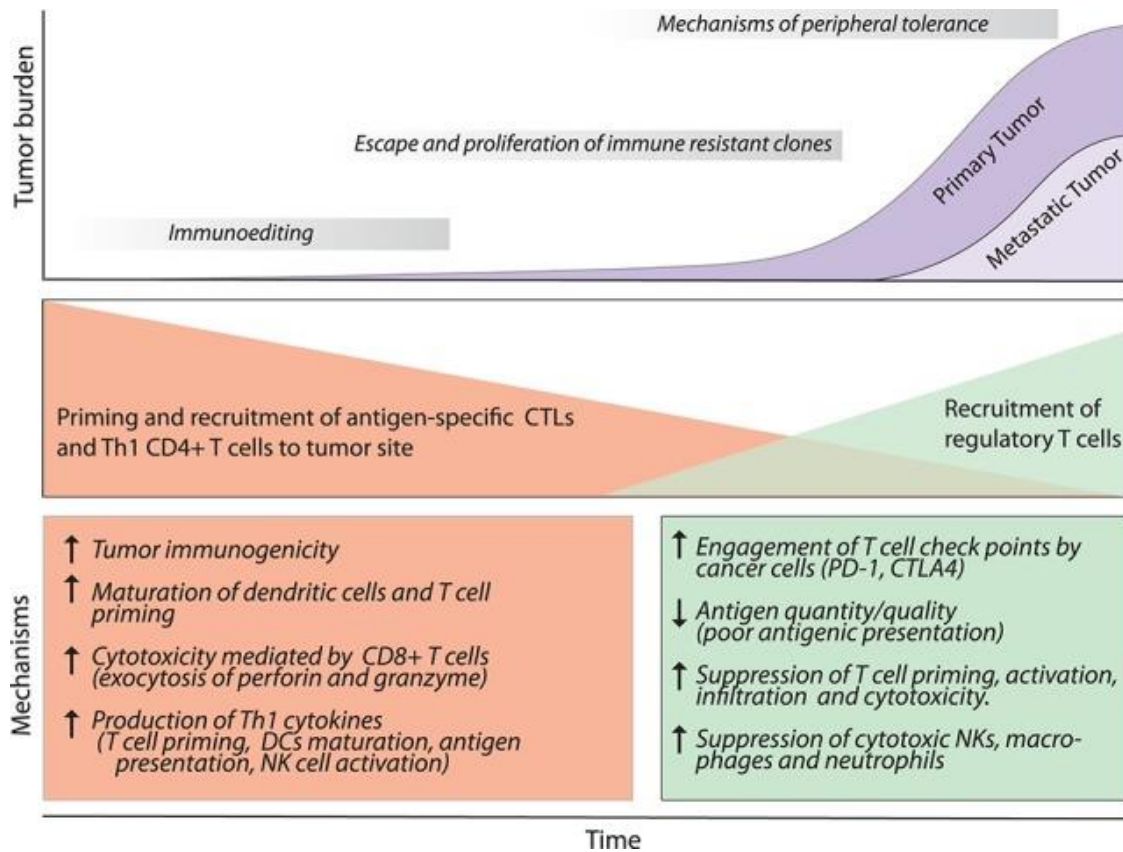 Tumor burden
Mechanisms of peripheral tolerance
Escape and proliferation of immune resistant clones
Immunoediting
Primary Tumor
Metastatic Tumor
Priming and recruitment of antigen-specific CTLs
and Th1 CD4+ T cells to tumor site
Recruitment of
regulatory T cells
Mechanisms
↑ Tumor immunogenicity
↑ Maturation of dendritic cells and T cell
priming
↑ Cytotoxicity mediated by CD8+ T cells
(exocytosis of perforin and granzyme)
↑ Production of Th1 cytokines
(T cell priming, DCs maturation, antigen
presentation, NK cell activation)
↑ Engagement of T cell check points by
cancer cells (PD-1, CTLA4)
↓ Antigen quantity/quality
(poor antigenic presentation)
↑ Suppression of T cell priming, activation,
infiltration and cytotoxicity.
↑ Suppression of cytotoxic NKs, macro-
phages and neutrophils
Time